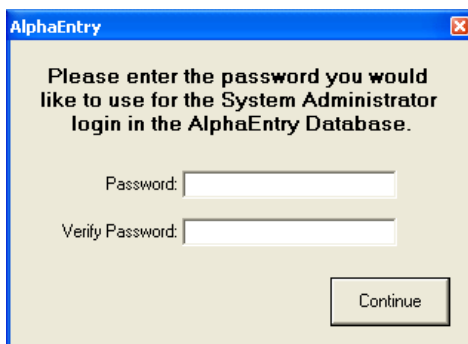 AlphaEntry
Please enter the password you would
like to use for the System Administrator
login in the AlphaEntry Database.
Password:
Verify Password:
Continue